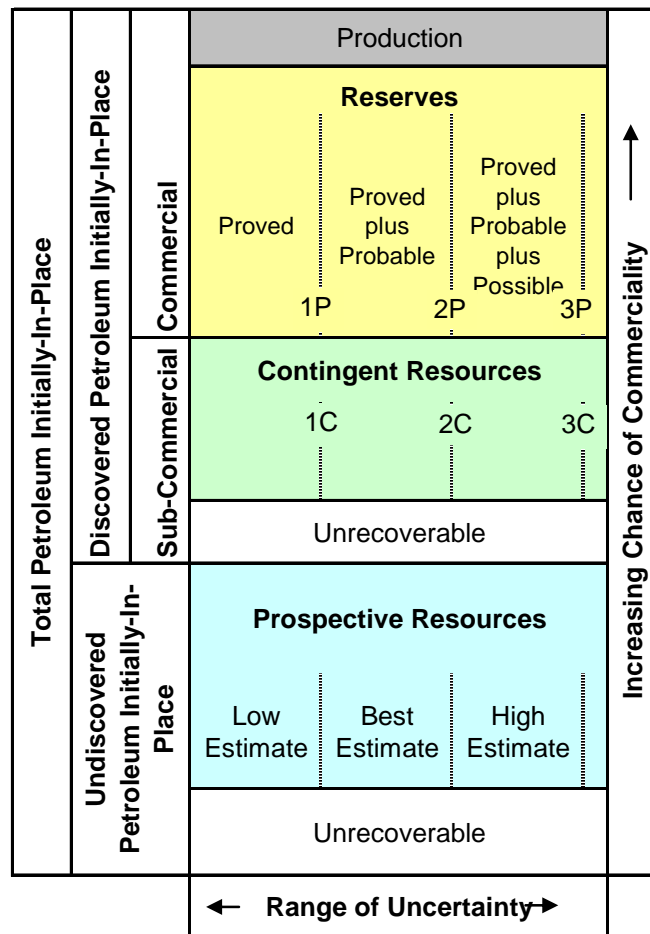 Total Petroleum Initially-In-Place
Discovered Petroleum Initially-In-Place
Commercial
Production
Reserves
Proved
Proved
plus
Probable
Proved
plus
Probable
plus
Possible
1P
2P
3P
Sub-Commercial
Contingent Resources
1C
2C
3C
Unrecoverable
Undiscovered
Petroleum Initially-In-
Place
Prospective Resources
Low
Estimate
Best
Estimate
High
Estimate
Unrecoverable
Increasing Chance of Commerciality
Range of Uncertainty